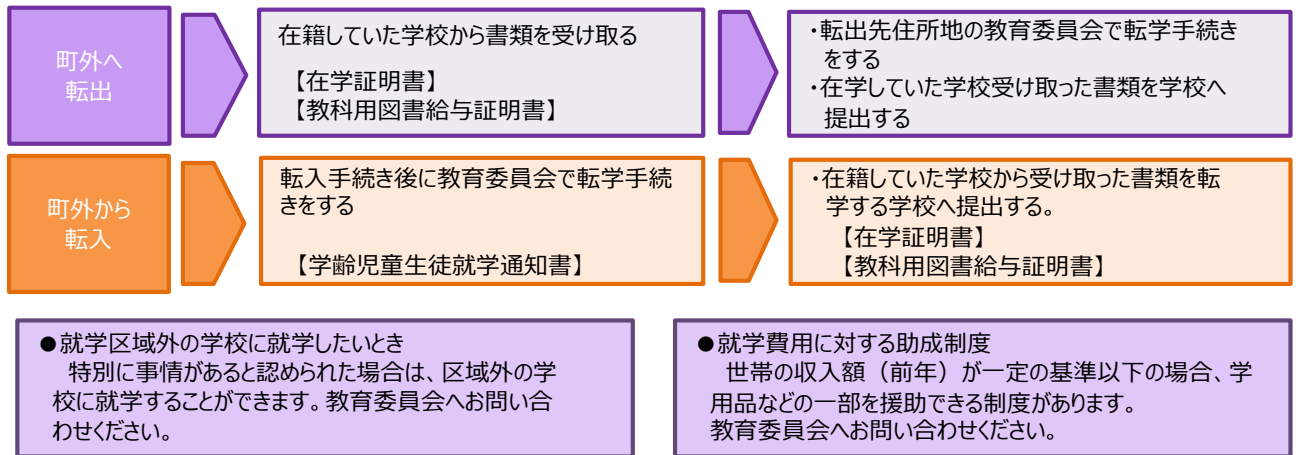 町外へ
転出
在籍していた学校から書類を受け取る
【在学証明書】
【教科用図書給与証明書】
・転出先住所地の教育委員会で転学手続き
をする
・在学していた学校受け取った書類を学校へ
提出する
町外から
転入
転入手続き後に教育委員会で転学手続
きをする
【学齢児童生徒就学通知書】
・在籍していた学校から受け取った書類を転
学する学校へ提出する。
【在学証明書】
【教科用図書給与証明書】
●就学区域外の学校に就学したいとき
特別に事情があると認められた場合は、区域外の学
校に就学することができます。教育委員会へお問い合
わせください。
●就学費用に対する助成制度
世帯の収入額（前年）が一定の基準以下の場合、学
用品などの一部を援助できる制度があります。
教育委員会へお問い合わせください。